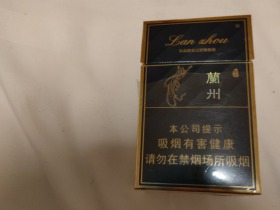 Lan zhou
蘭
州
本公司提示
吸烟有害健康
请勿在禁烟场所吸烟